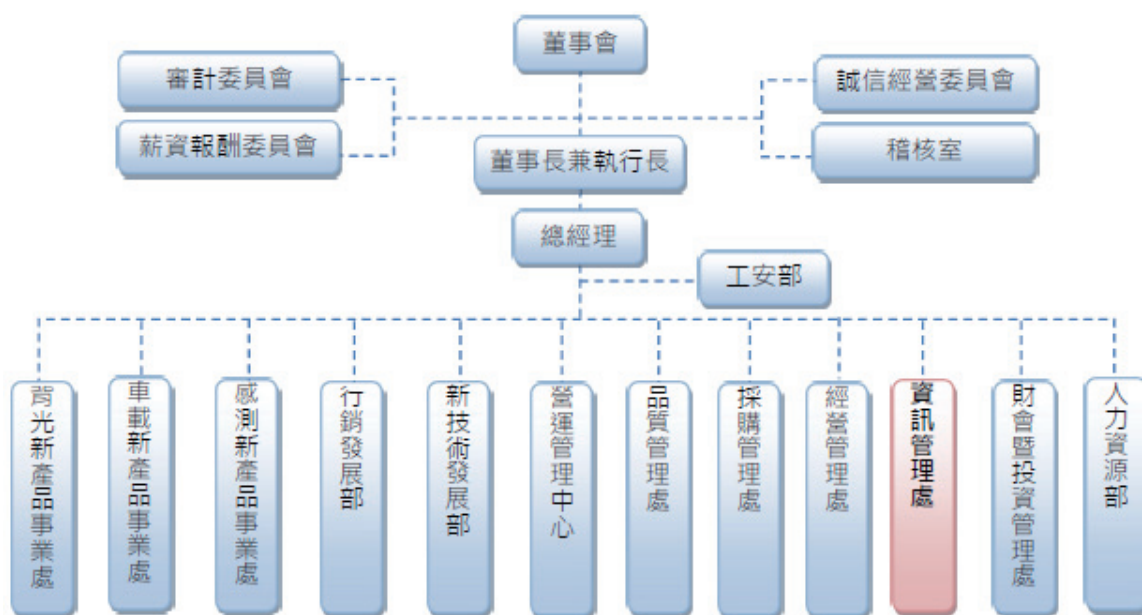 董事會
審計委員會
誠信經營委員會
薪資報酬委員會
稽核室
董事長兼執行長
總經理
工安部
背光新產品事業處
車載新產品事業處
感測新產品事業處
行銷發展部
新技術發展部
營運管理中心
品質管理處
採購管理處
經營管理處
資訊管理處
財會暨投資管理處
人力資源部